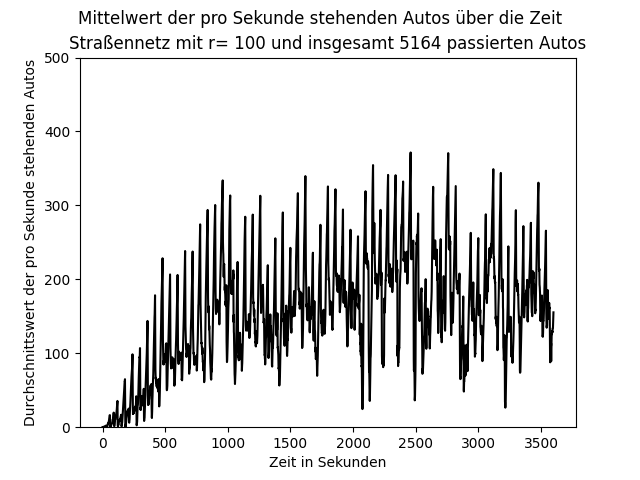 Mittelwert der pro Sekunde stehenden Autos über die Zeit
Straßennetz mit r= 100 und insgesamt 5164 passierten Autos
Durchschnittswert der pro Sekunde stehenden Autos
500
400
300
200
100
0
0 500 1000 1500 2000 2500 3000 3500
Zeit in Sekunden